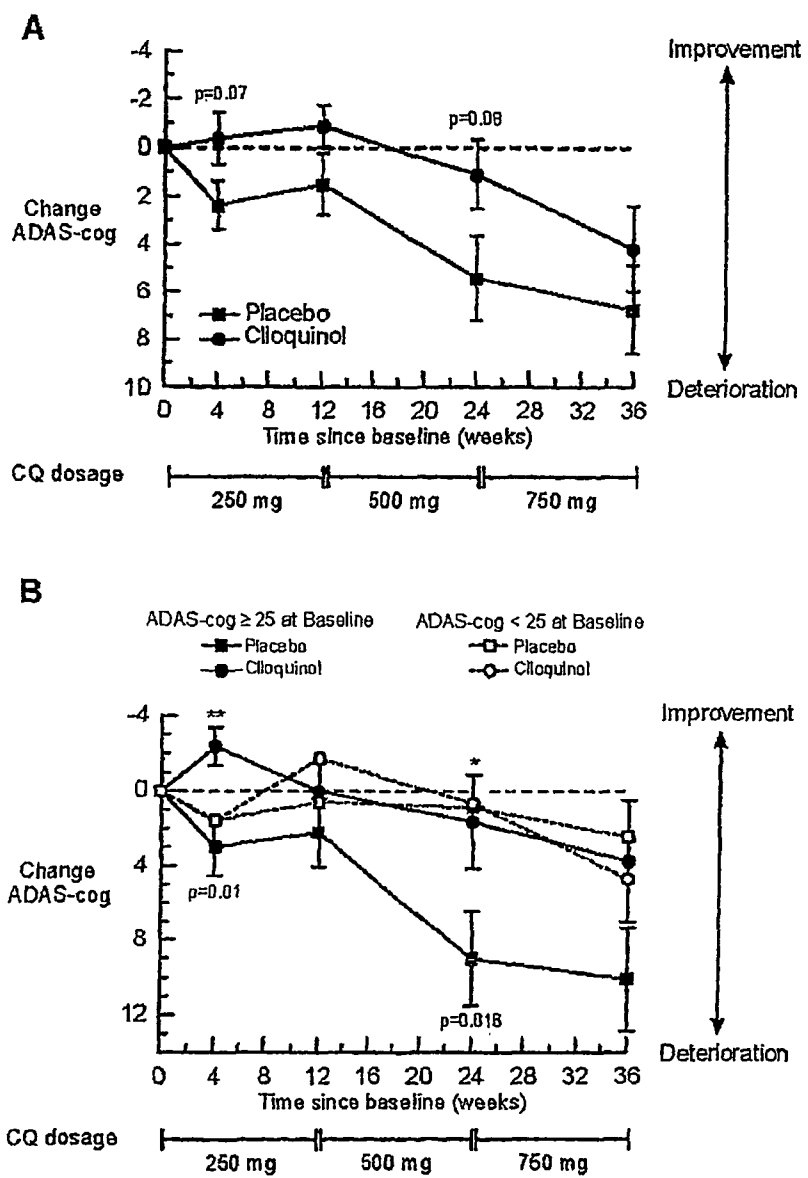 A
-4
Improvement
p=0.07
-2
p=0.08
0
2
Change
ADAS-cog
4
6
Placebo
Clioquinol
8
10
Deterioration
0 4 8 12 16 20 24 28 32 36
Time since baseline (weeks)
CQ dosage
250 mg 500 mg 750 mg
B
ADAS-cog ≥ 25 at Baseline ADAS-cog < 25 at Baseline
Placebo Placebo
Clioquinol Clioquinol
-4
**
Improvement
*
0
Change
ADAS-cog
4
p=0.01
8
12
p=0.018
Deterioration
0 4 8 12 16 20 24 28 32 36
Time since baseline (weeks)
CQ dosage
250 mg 500 mg 750 mg